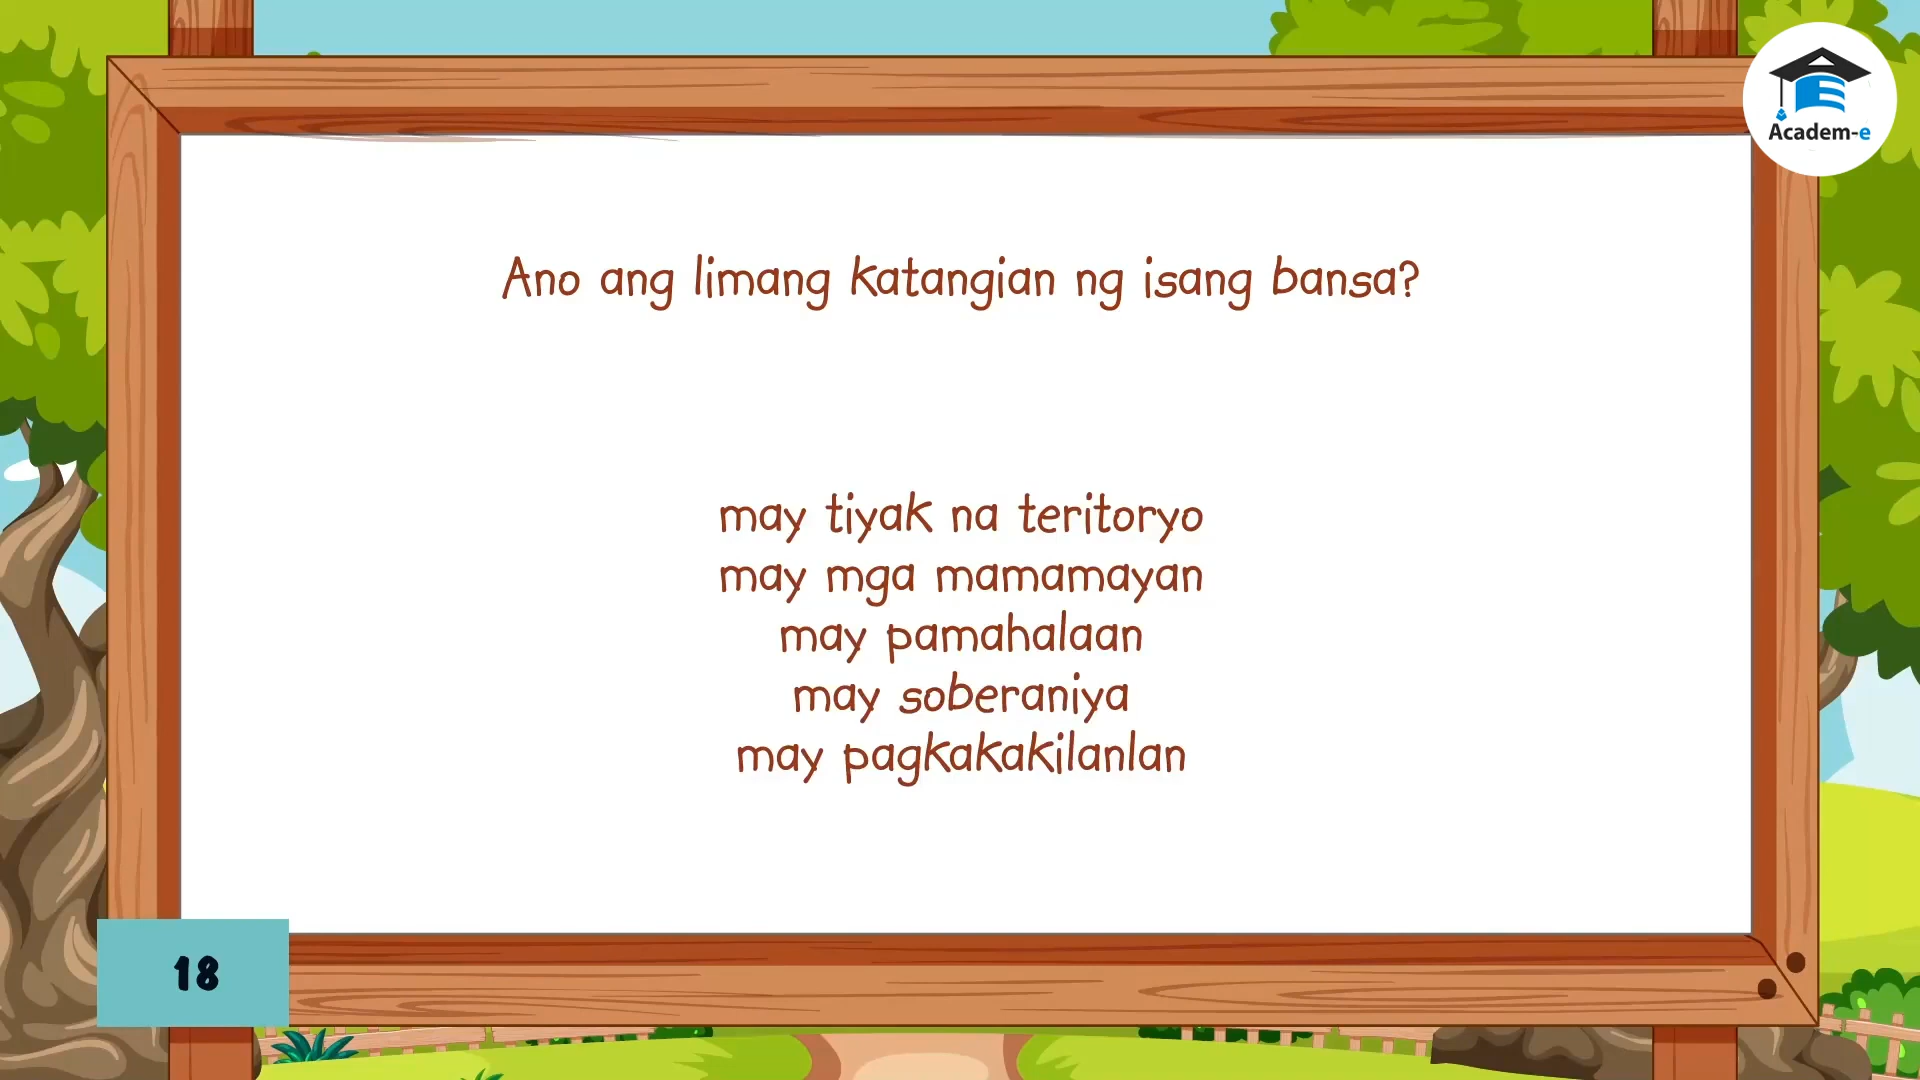 Academ-e
Ano ang limang katangian ng isang bansa?
may tiyak na teritoryo
may mga mamamayan
may pamahalaan
may soberaniya
may pagkakakilanlan
18